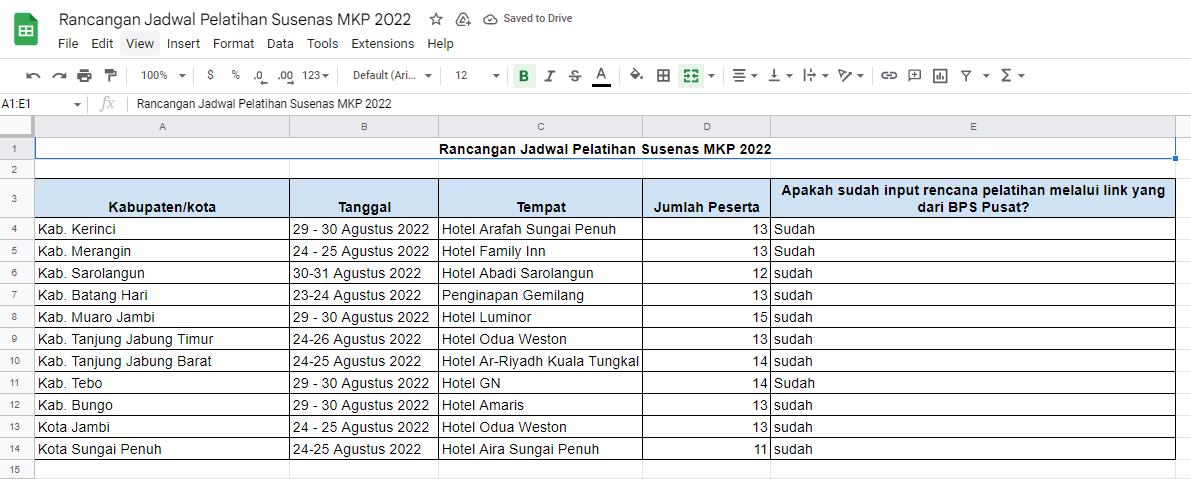 Rancangan Jadwal Pelatihan Susenas MKP 2022 Saved to Drive
File Edit View Insert Format Data Tools Extensions Help
100% $ % .0 .00 123 Default (Ari... 12 B I S A
A1:E1 fx Rancangan Jadwal Pelatihan Susenas MKP 2022
A B C D E
1 Rancangan Jadwal Pelatihan Susenas MKP 2022
2
3 Kabupaten/kota Tanggal Tempat Jumlah Peserta Apakah sudah input rencana pelatihan melalui link yang
dari BPS Pusat?
4 Kab. Kerinci 29 - 30 Agustus 2022 Hotel Arafah Sungai Penuh 13 Sudah
5 Kab. Merangin 24 - 25 Agustus 2022 Hotel Family Inn 13 Sudah
6 Kab. Sarolangun 30-31 Agustus 2022 Hotel Abadi Sarolangun 12 sudah
7 Kab. Batang Hari 23-24 Agustus 2022 Penginapan Gemilang 13 sudah
8 Kab. Muaro Jambi 29 - 30 Agustus 2022 Hotel Luminor 15 sudah
9 Kab. Tanjung Jabung Timur 24-26 Agustus 2022 Hotel Odua Weston 13 sudah
10 Kab. Tanjung Jabung Barat 24-25 Agustus 2022 Hotel Ar-Riyadh Kuala Tungkal 14 sudah
11 Kab. Tebo 29 - 30 Agustus 2022 Hotel GN 14 Sudah
12 Kab. Bungo 29 - 30 Agustus 2022 Hotel Amaris 13 sudah
13 Kota Jambi 24 - 25 Agustus 2022 Hotel Odua Weston 13 sudah
14 Kota Sungai Penuh 24-25 Agustus 2022 Hotel Aira Sungai Penuh 11 sudah
15